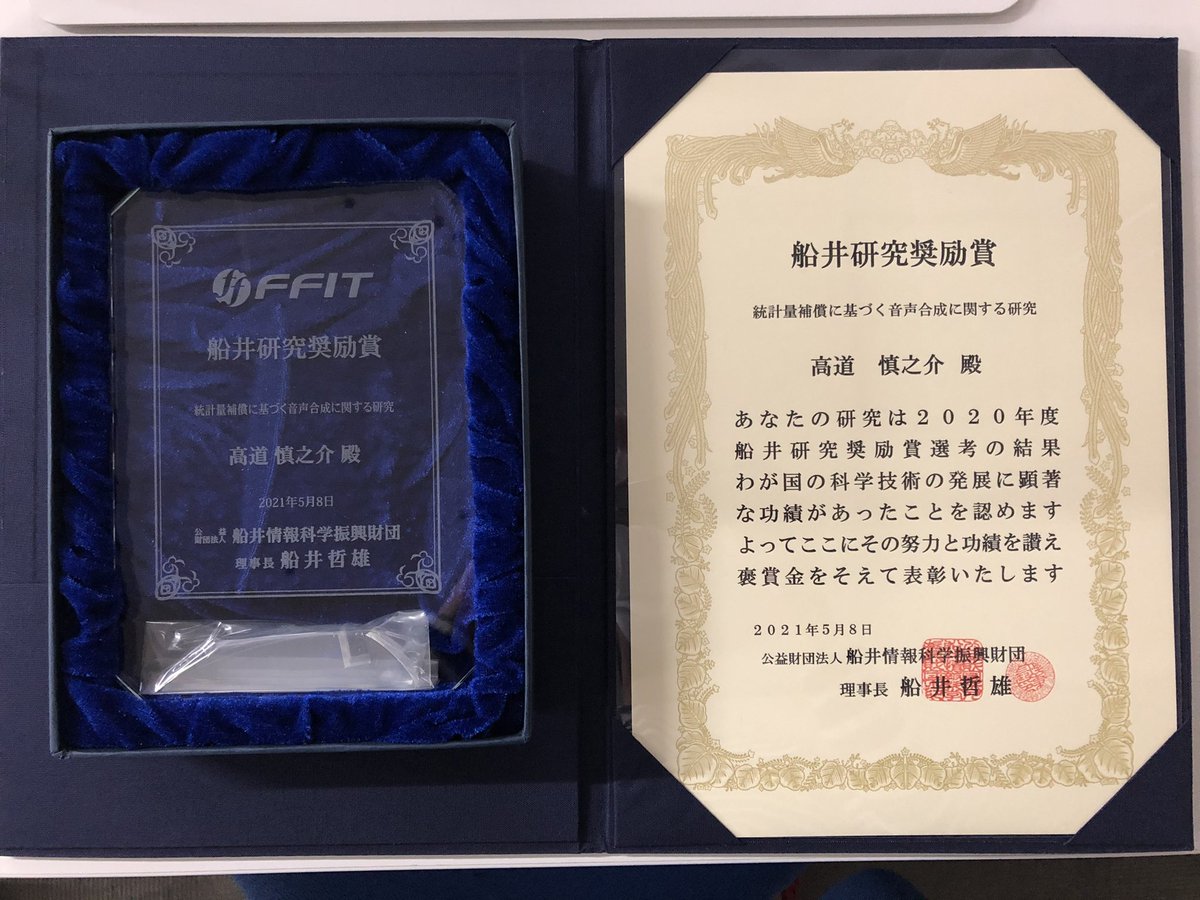 FFIT
船井研究奨励賞
統計量補償に基づく音声合成に関する研究
高道 慎之介 殿
2021年5月8日
公益財団法人 船井情報科学振興財団
理事長 船井哲雄
船井研究奨励賞
統計量補償に基づく音声合成に関する研究
高道 慎之介 殿
あなたの研究は2020年度
船井研究奨励賞選考の結果
わが国の科学技術の発展に顕著
な功績があったことを認めます
よってここにその努力と功績を讃え
褒賞金をそえて表彰いたします
2021年5月8日
公益財団法人 船井情報科学振興財団
理事長 船井哲雄